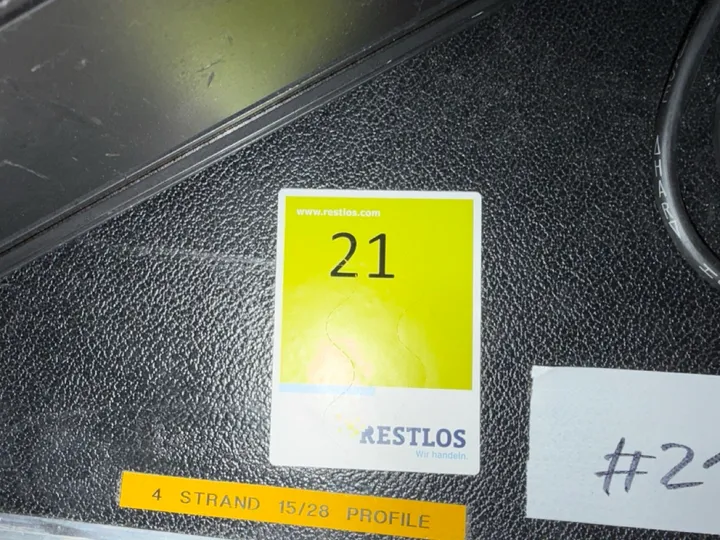 www.restlos.com
21
RESTLOS
Wir handeln.
4 STRAND 15/28 PROFILE